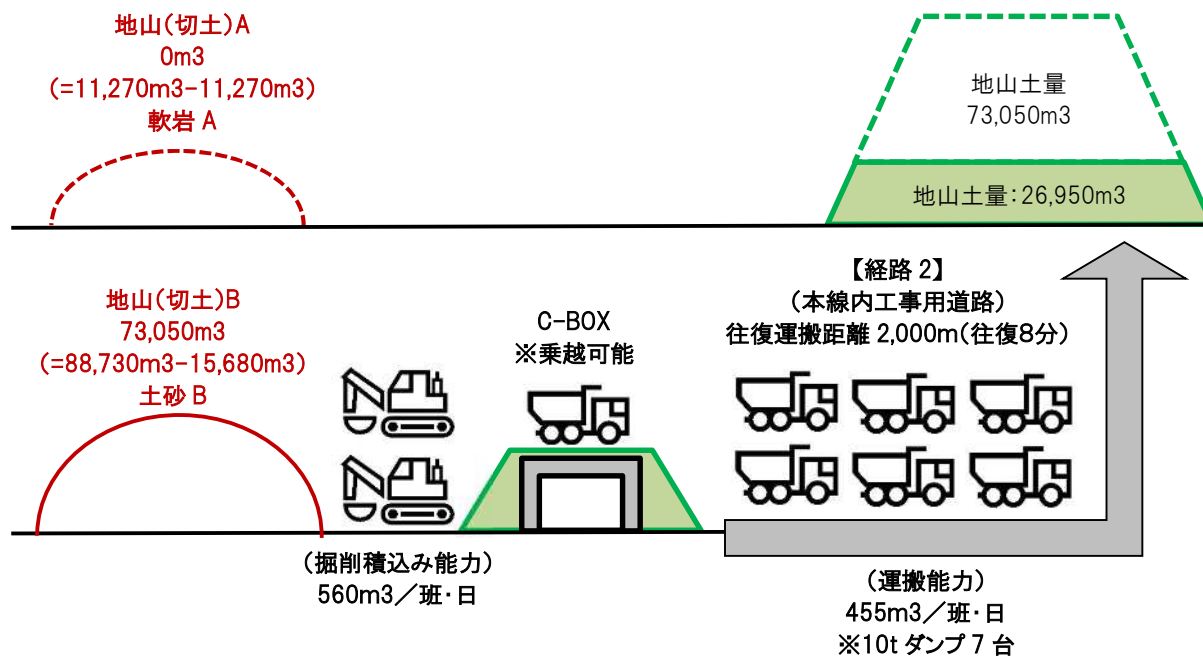 地山(切土)A
0m3
(=11,270m3-11,270m3)
軟岩 A
地山土量
73,050m3
地山土量:26,950m3
地山(切土)B
73,050m3
(=88,730m3-15,680m3)
土砂 B
C-BOX
※乗越可能
【経路 2】
(本線内工事用道路)
往復運搬距離 2,000m(往復8分)
(掘削積込み能力)
560m3/班・日
(運搬能力)
455m3/班・日
※10t ダンプ 7 台